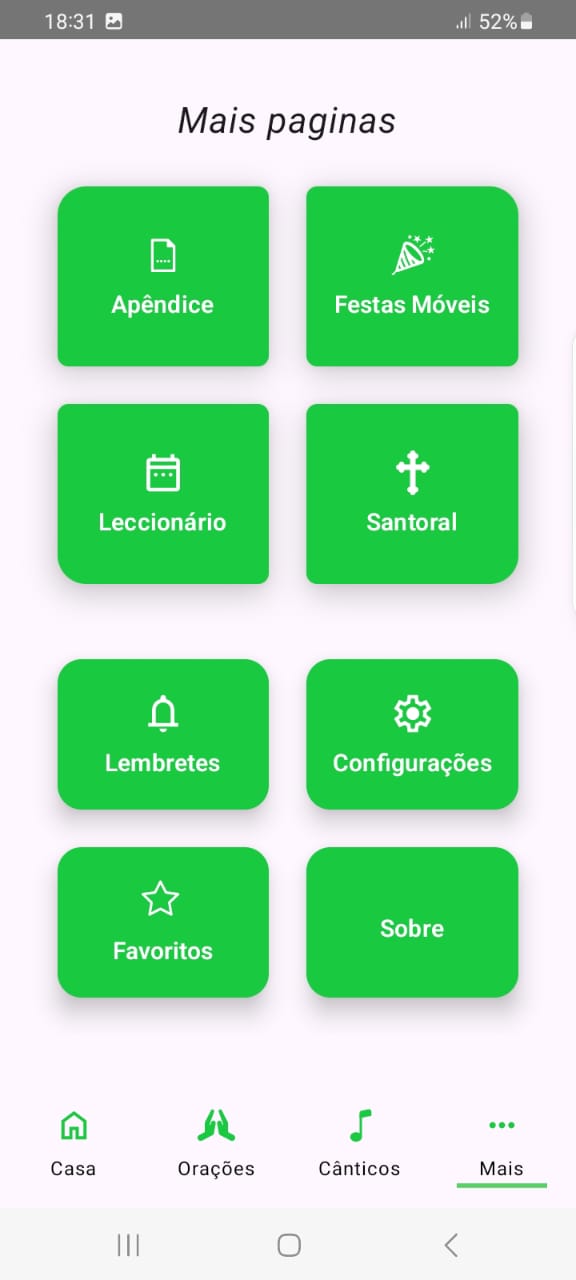 18:31 52%
Mais paginas
Apêndice Festas Móveis
Leccionário Santoral
Lembretes Configurações
Favoritos Sobre
Casa Orações Cânticos Mais